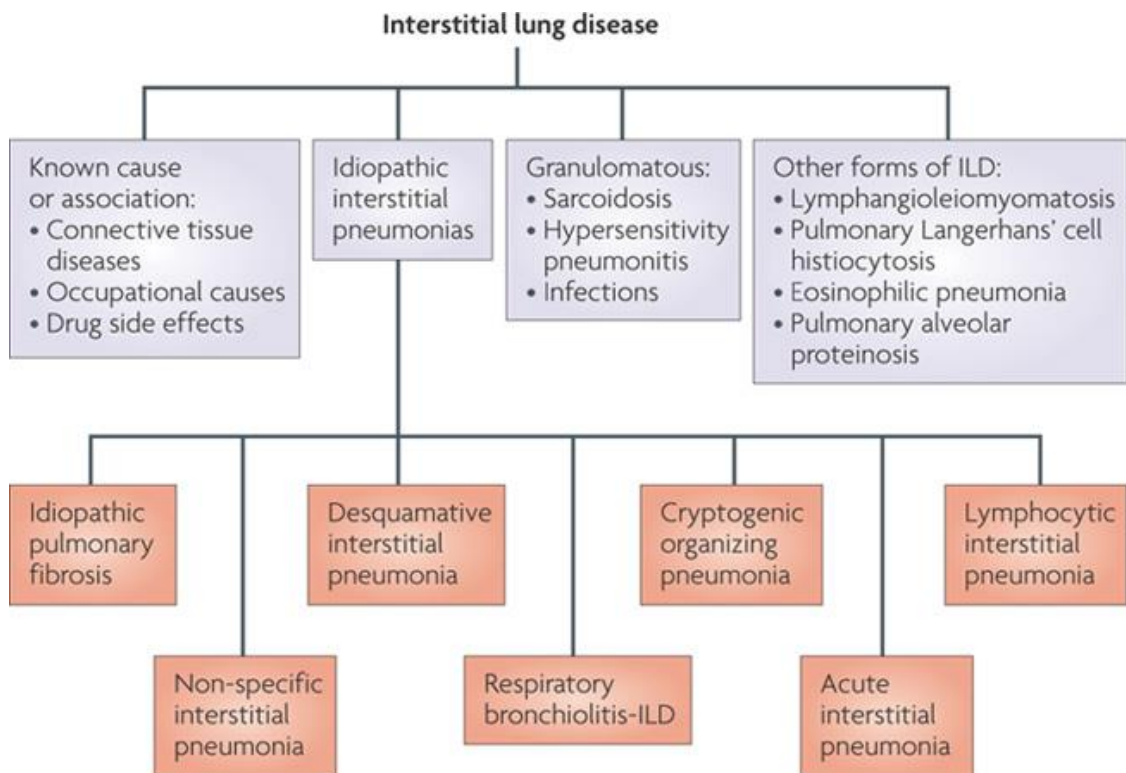 Interstitial lung disease
Known cause
or association:
• Connective tissue
diseases
• Occupational causes
• Drug side effects
Idiopathic
interstitial
pneumonias
Granulomatous:
• Sarcoidosis
• Hypersensitivity
pneumonitis
• Infections
Other forms of ILD:
• Lymphangioleiomyomatosis
• Pulmonary Langerhans' cell
histiocytosis
• Eosinophilic pneumonia
• Pulmonary alveolar
proteinosis
Idiopathic
pulmonary
fibrosis
Desquamative
interstitial
pneumonia
Cryptogenic
organizing
pneumonia
Lymphocytic
interstitial
pneumonia
Non-specific
interstitial
pneumonia
Respiratory
bronchiolitis-ILD
Acute
interstitial
pneumonia